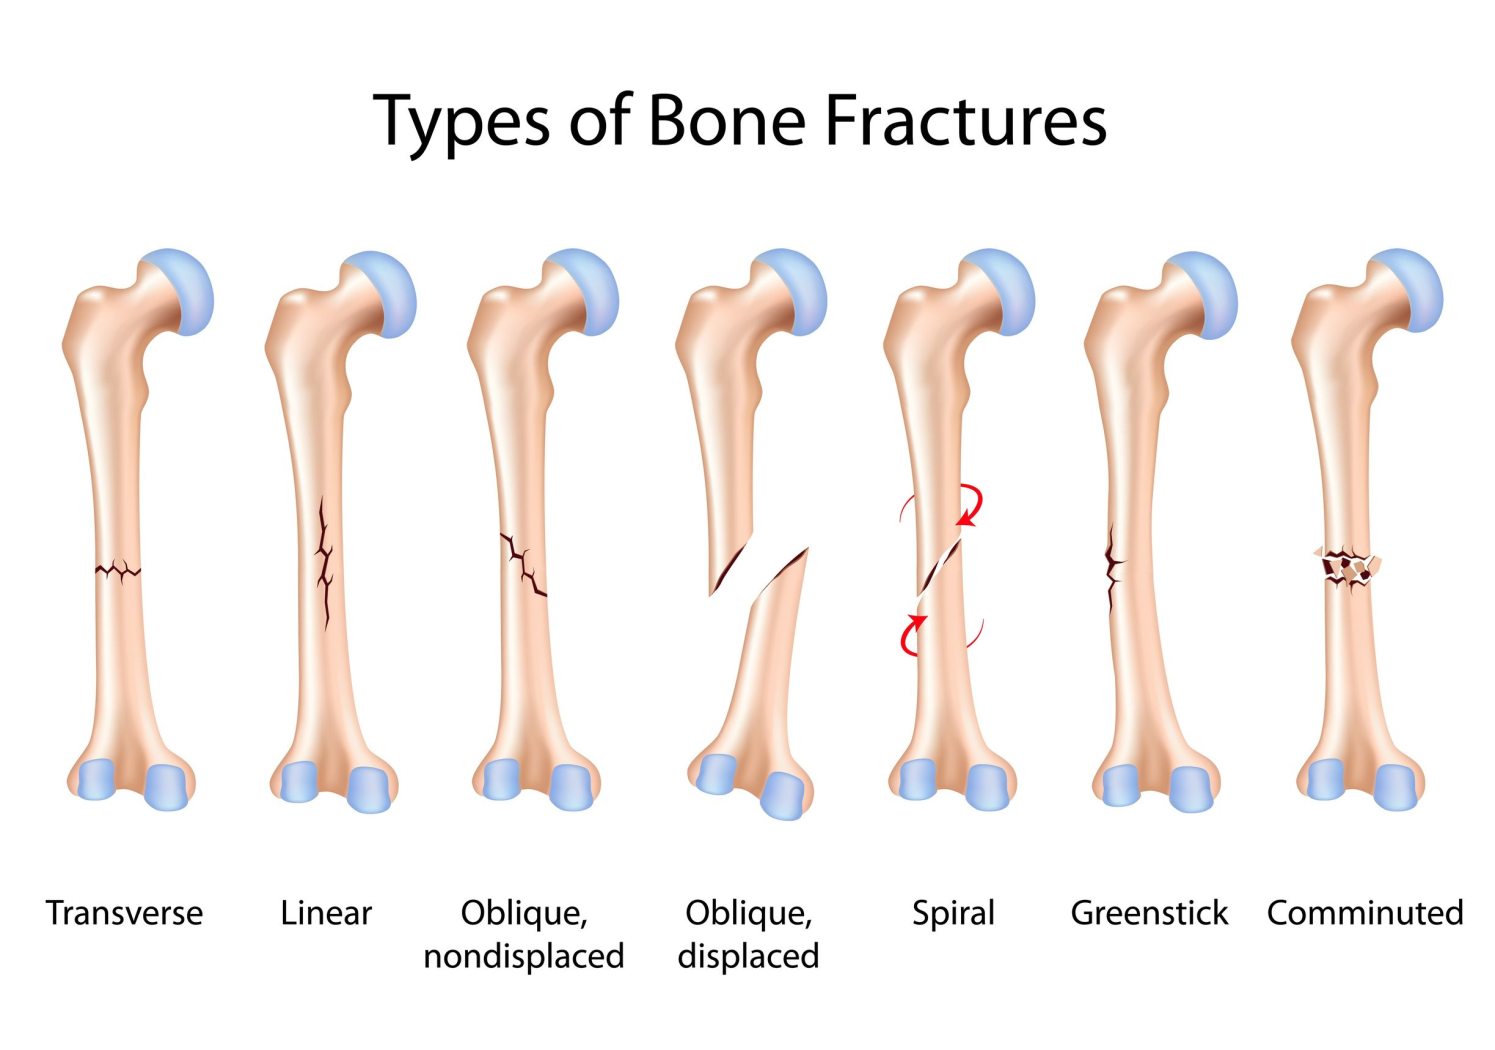 Types of Bone Fractures
Transverse
Linear
Oblique,
nondisplaced
Oblique,
displaced
Spiral
Greenstick
Comminuted